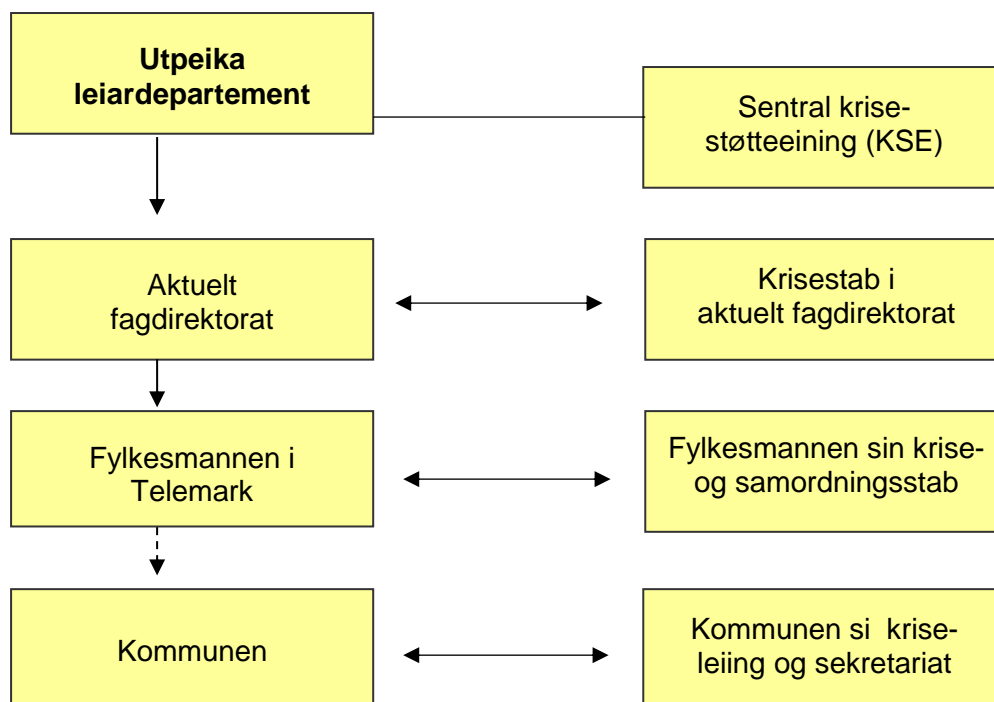 Utpeika
leiardepartement
Sentral krise-
støtteeining (KSE)
Aktuelt
fagdirektorat
Krisestab i
aktuelt fagdirektorat
Fylkesmannen i
Telemark
Fylkesmannen sin krise-
og samordningsstab
Kommunen
Kommunen si krise-
leiing og sekretariat